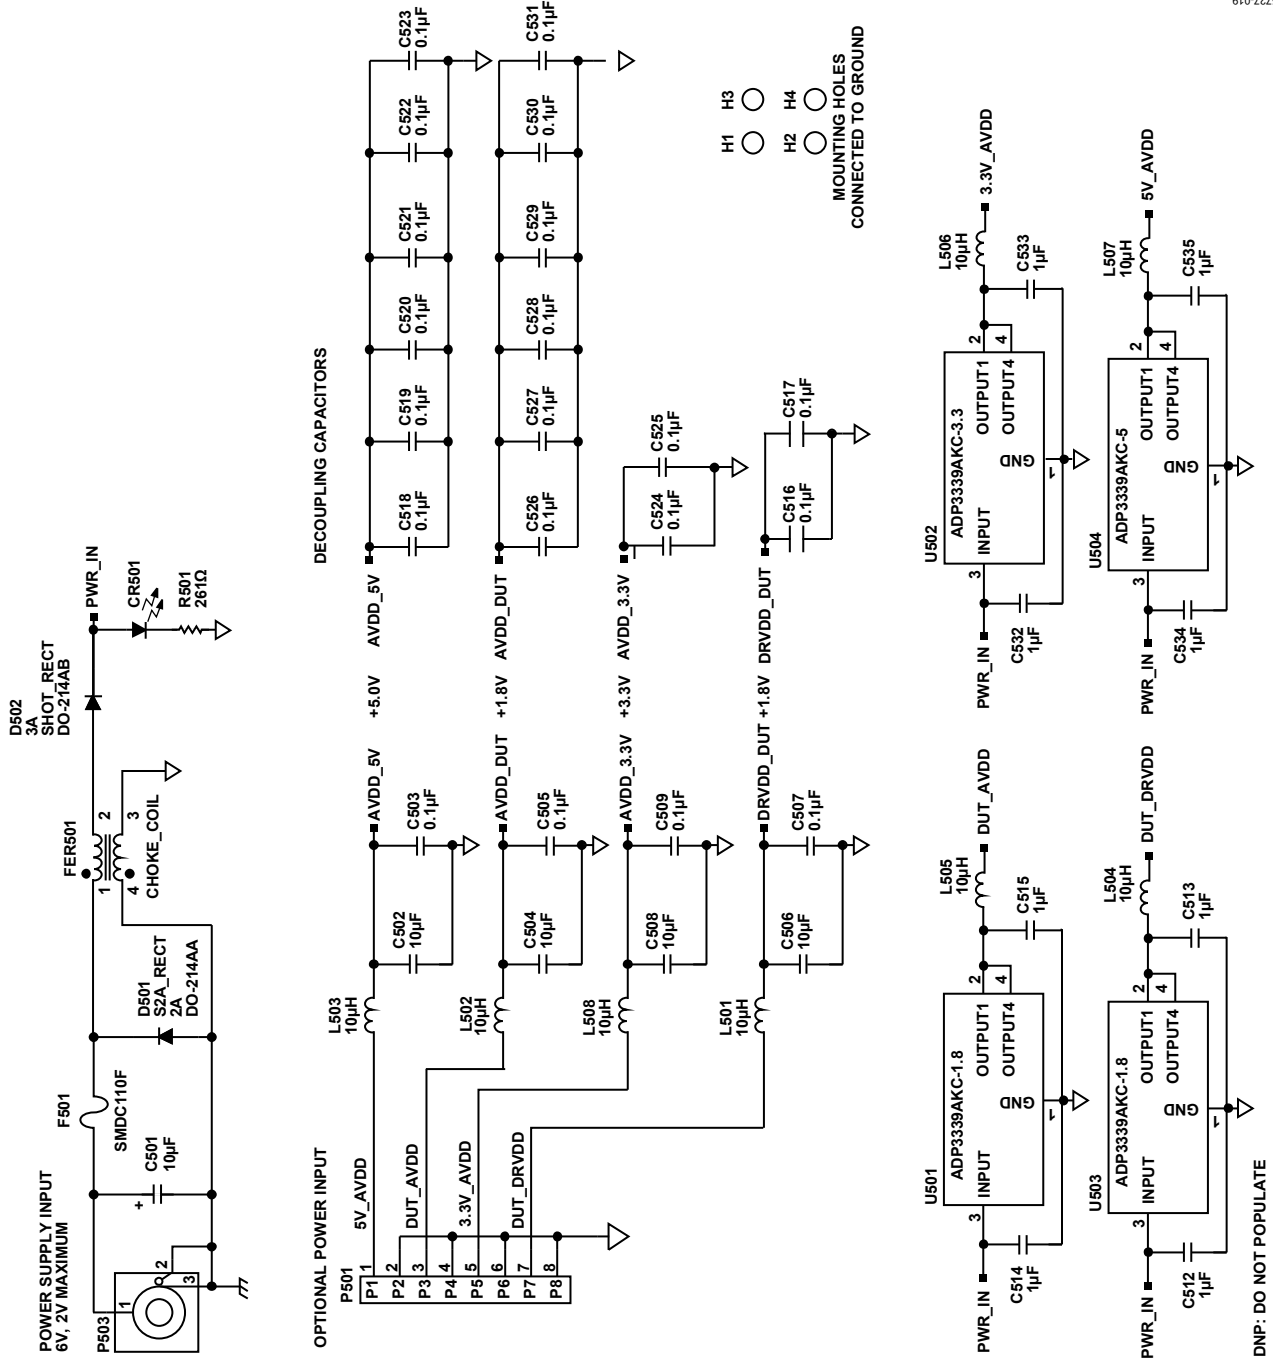 POWER SUPPLY INPUT
6V, 2V MAXIMUM
P503
1
2
3
C501
10µF
+
F501
SMDC110F
D501
S2A_RECT
2A
DO-214AA
FER501
1
2
4
3
CHOKE_COIL
D502
3A
SHOT_RECT
DO-214AB
PWR_IN
CR501
R501
261Ω
OPTIONAL POWER INPUT
P501
P1
1
P2
2
P3
3
P4
4
P5
5
P6
6
P7
7
P8
8
5V_AVDD
DUT_AVDD
3.3V_AVDD
DUT_DRVDD
L503
10µH
C502
10µF
C503
0.1µF
AVDD_5V
+5.0V
L502
10µH
C504
10µF
C505
0.1µF
AVDD_DUT
+1.8V
L508
10µH
C508
10µF
C509
0.1µF
AVDD_3.3V
+3.3V
L501
10µH
C506
10µF
C507
0.1µF
DRVDD_DUT
+1.8V
DECOUPLING CAPACITORS
AVDD_5V
C518
0.1µF
C519
0.1µF
C520
0.1µF
C521
0.1µF
C522
0.1µF
C523
0.1µF
AVDD_DUT
C526
0.1µF
C527
0.1µF
C528
0.1µF
C529
0.1µF
C530
0.1µF
C531
0.1µF
AVDD_3.3V
C524
0.1µF
C525
0.1µF
DRVDD_DUT
C516
0.1µF
C517
0.1µF
H1
H3
H2
H4
MOUNTING HOLES
CONNECTED TO GROUND
U501
ADP3339AKC-1.8
PWR_IN
C514
1µF
3
INPUT
OUTPUT1
OUTPUT4
GND
1
2
4
L505
10µH
C515
1µF
DUT_AVDD
U502
ADP3339AKC-3.3
PWR_IN
C532
1µF
3
INPUT
OUTPUT1
OUTPUT4
GND
1
2
4
L506
10µH
C533
1µF
3.3V_AVDD
U503
ADP3339AKC-1.8
PWR_IN
C512
1µF
3
INPUT
OUTPUT1
OUTPUT4
GND
1
2
4
L504
10µH
C513
1µF
DUT_DRVDD
U504
ADP3339AKC-5
PWR_IN
C534
1µF
3
INPUT
OUTPUT1
OUTPUT4
GND
1
2
4
L507
10µH
C535
1µF
5V_AVDD
DNP: DO NOT POPULATE